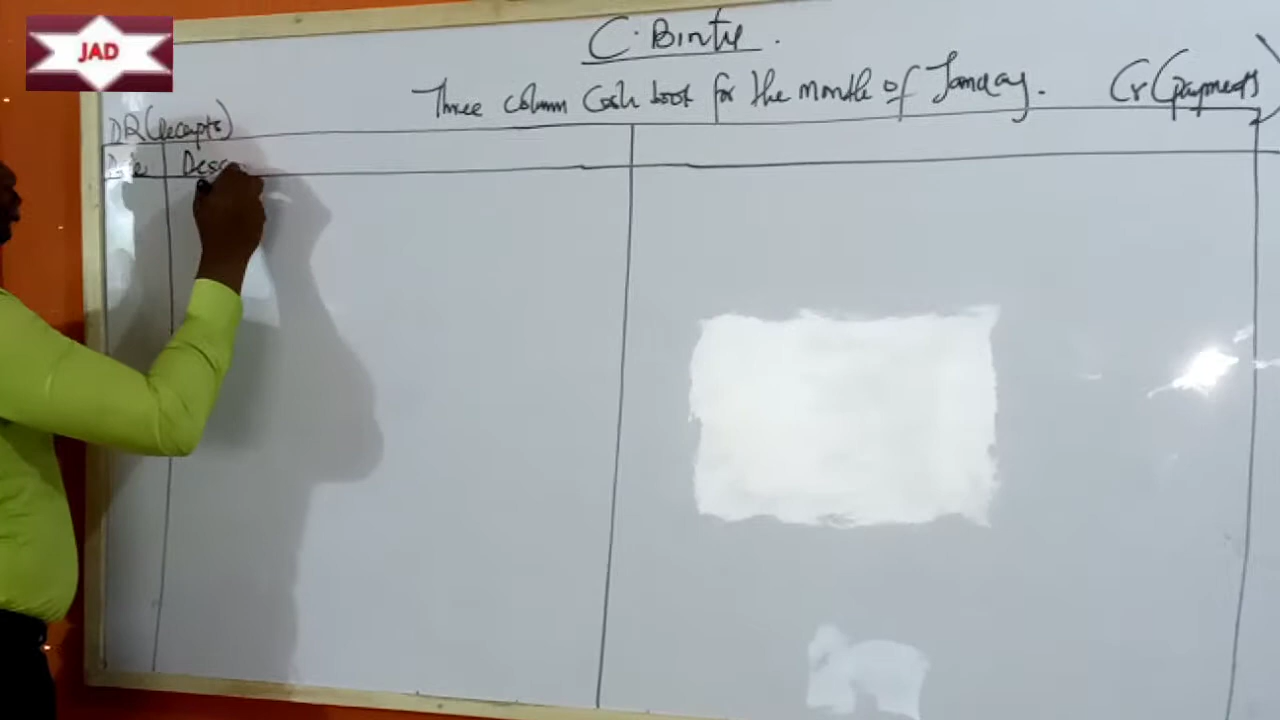 JAD
C. Bintu.
Three column Cash book for the month of January.
DR (Receipts)
Cr (payments)
Date Desc